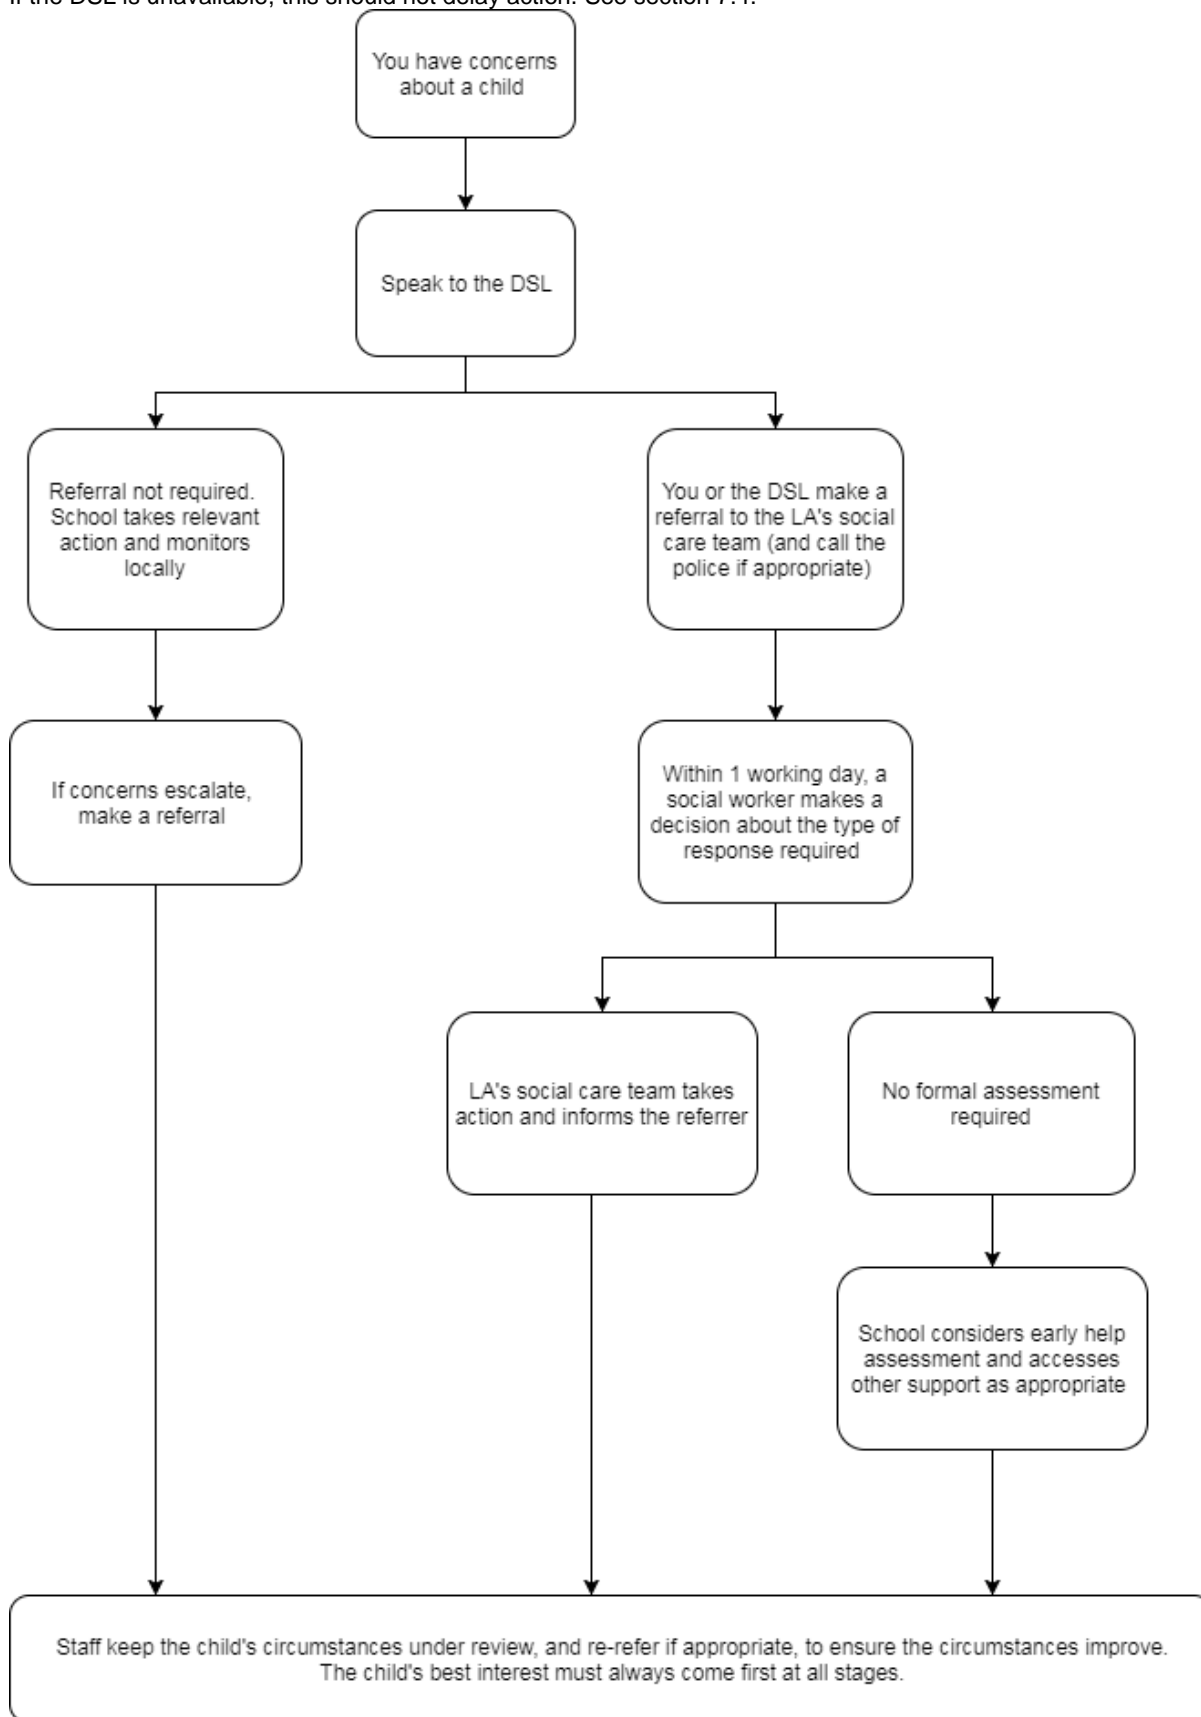 If the DSL is unavailable, this should not delay action. See section 7.4.
You have concerns
about a child
Speak to the DSL
Referral not required.
School takes relevant
action and monitors
locally
You or the DSL make a
referral to the LA's social
care team (and call the
police if appropriate)
If concerns escalate,
make a referral
Within 1 working day, a
social worker makes a
decision about the type of
response required
LA's social care team takes
action and informs the referrer
No formal assessment
required
School considers early help
assessment and accesses
other support as appropriate
Staff keep the child's circumstances under review, and re-refer if appropriate, to ensure the circumstances improve.
The child's best interest must always come first at all stages.